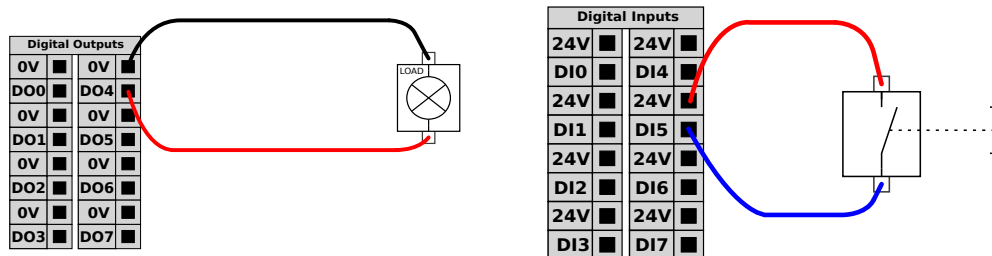 Digital Outputs
0V 0V
DO0 DO4
0V 0V
DO1 DO5
0V 0V
DO2 DO6
0V 0V
DO3 DO7
LOAD
Digital Inputs
24V 24V
DI0 DI4
24V 24V
DI1 DI5
24V 24V
DI2 DI6
24V 24V
DI3 DI7